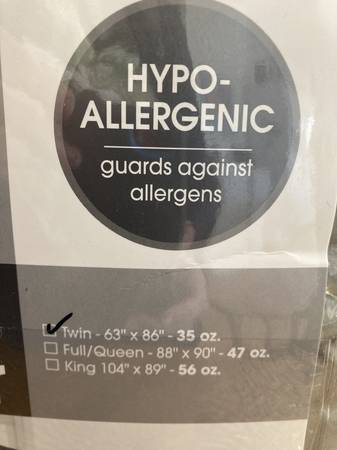 HYPO-
ALLERGENIC
guards against
allergens
Twin - 63" x 86" - 35 oz.
Full/Queen - 88" x 90" - 47 oz.
King 104" x 89" - 56 oz.